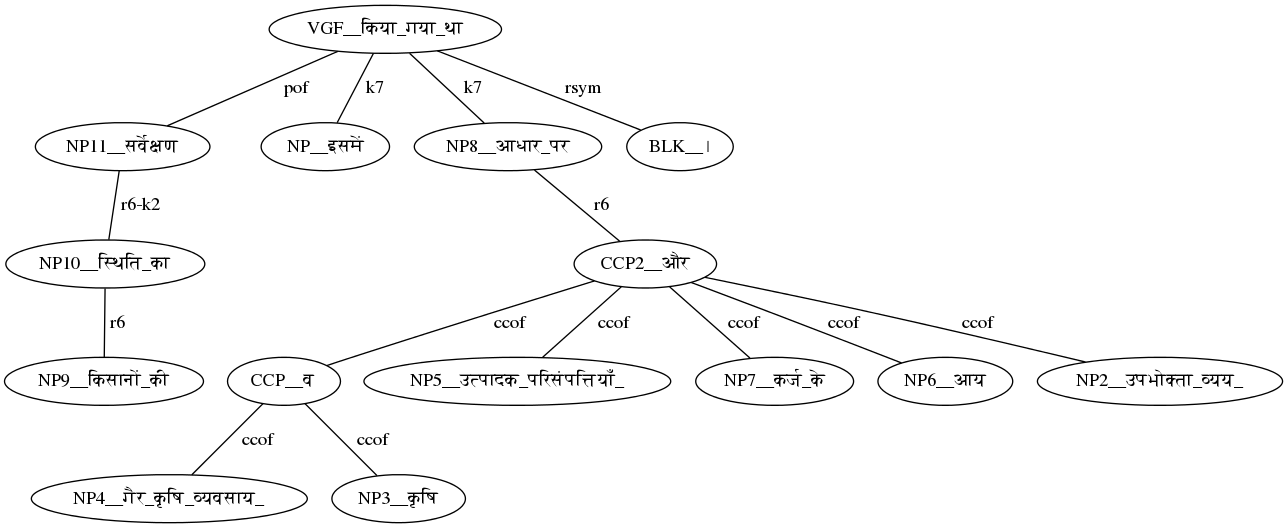 VGF__किया_गया_था
pof k7 k7 rsym
NP11__सर्वेक्षण NP__इसमें NP8__आधार_पर BLK__।
r6-k2 r6
NP10__स्थिति_का CCP2__और
r6 ccof ccof ccof ccof ccof
NP9__किसानों_की CCP__व NP5__उत्पादक_परिसंपत्तियाँ_ NP7__कर्ज_के NP6__आय NP2__उपभोक्ता_व्यय_
ccof ccof
NP4__गैर_कृषि_व्यवसाय_ NP3__कृषि